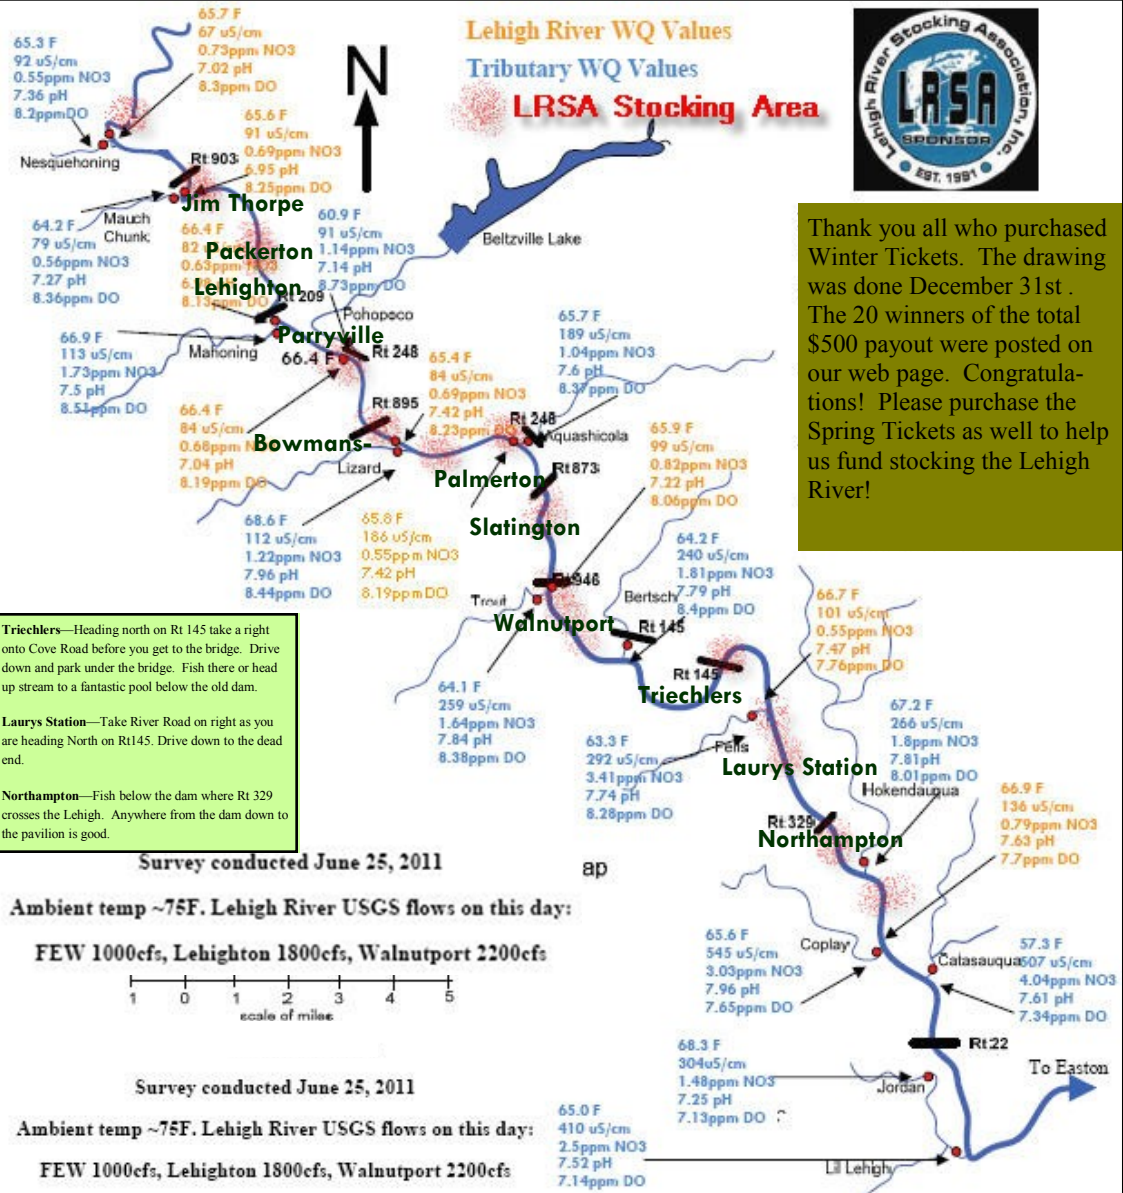 Lehigh River WQ Values
Tributary WQ Values
LRSA Stocking Area
Lehigh River Stocking Association, Inc.
LRSA
SPONSOR
EST. 1991
N
65.7 F
67 uS/cm
0.73ppm NO3
7.02 pH
8.3ppm DO
65.3 F
92 uS/cm
0.55ppm NO3
7.36 pH
8.2ppmDO
Nesquehoning
65.6 F
91 uS/cm
0.69ppm NO3
6.95 pH
8.25ppm DO
Rt 903
Jim Thorpe
Mauch
Chunk
64.2 F
79 uS/cm
0.56ppm NO3
7.27 pH
8.36ppm DO
66.4 F
82
0.63ppm NO3
8.13ppm DO
Packerton
Lehighton
Rt 209
60.9 F
91 uS/cm
1.14ppm NO3
7.14 pH
8.73ppm DO
Beltzville Lake
Pohopoco
Parryville
66.4 F
Rt 248
Mahoning
66.9 F
113 uS/cm
1.73ppm NO3
7.5 pH
8.51ppm DO
65.4 F
84 uS/cm
0.69ppm NO3
7.42 pH
8.23ppm DO
65.7 F
189 uS/cm
1.04ppm NO3
7.6 pH
8.37ppm DO
Rt 895
66.4 F
84 uS/cm
0.68ppm NO3
7.04 pH
8.19ppm DO
Bowmans-
Lizard
Rt 248
Aquashicola
Palmerton
Rt 873
Slatington
65.9 F
99 uS/cm
0.82ppm NO3
7.22 pH
8.06ppm DO
68.6 F
112 uS/cm
1.22ppm NO3
7.96 pH
8.44ppm DO
65.8 F
186 uS/cm
0.55ppm NO3
7.42 pH
8.19ppm DO
Rt 946
Trout
Walnutport
Bertsch
64.2 F
240 uS/cm
1.81ppm NO3
7.79 pH
8.4ppm DO
Rt 145
Rt 145
Triechlers
66.7 F
101 uS/cm
0.55ppm NO3
7.47 pH
7.76ppm DO
64.1 F
259 uS/cm
1.64ppm NO3
7.84 pH
8.38ppm DO
63.3 F
292 uS/cm
3.41ppm NO3
7.74 pH
8.28ppm DO
Fells
Laurys Station
67.2 F
266 uS/cm
1.8ppm NO3
7.81pH
8.01ppm DO
Hokendauqua
Rt 329
Northampton
66.9 F
136 uS/cm
0.79ppm NO3
7.63 pH
7.7ppm DO
65.6 F
545 uS/cm
3.03ppm NO3
7.96 pH
7.65ppm DO
Coplay
Catasauqua
57.3 F
607 uS/cm
4.04ppm NO3
7.61 pH
7.34ppm DO
Rt 22
To Easton
68.3 F
304uS/cm
1.48ppm NO3
7.25 pH
7.13ppm DO
Jordan
65.0 F
410 uS/cm
2.5ppm NO3
7.52 pH
7.14ppm DO
Lil Lehigh
Thank you all who purchased
Winter Tickets. The drawing
was done December 31st .
The 20 winners of the total
$500 payout were posted on
our web page. Congratula-
tions! Please purchase the
Spring Tickets as well to help
us fund stocking the Lehigh
River!
Triechlers—Heading north on Rt 145 take a right
onto Cove Road before you get to the bridge. Drive
down and park under the bridge. Fish there or head
up stream to a fantastic pool below the old dam.
Laurys Station—Take River Road on right as you
are heading North on Rt145. Drive down to the dead
end.
Northampton—Fish below the dam where Rt 329
crosses the Lehigh. Anywhere from the dam down to
the pavilion is good.
ap
Survey conducted June 25, 2011
Ambient temp ~75F. Lehigh River USGS flows on this day:
FEW 1000cfs, Lehighton 1800cfs, Walnutport 2200cfs
1 0 1 2 3 4 5
scale of miles
Survey conducted June 25, 2011
Ambient temp ~75F. Lehigh River USGS flows on this day:
FEW 1000cfs, Lehighton 1800cfs, Walnutport 2200cfs